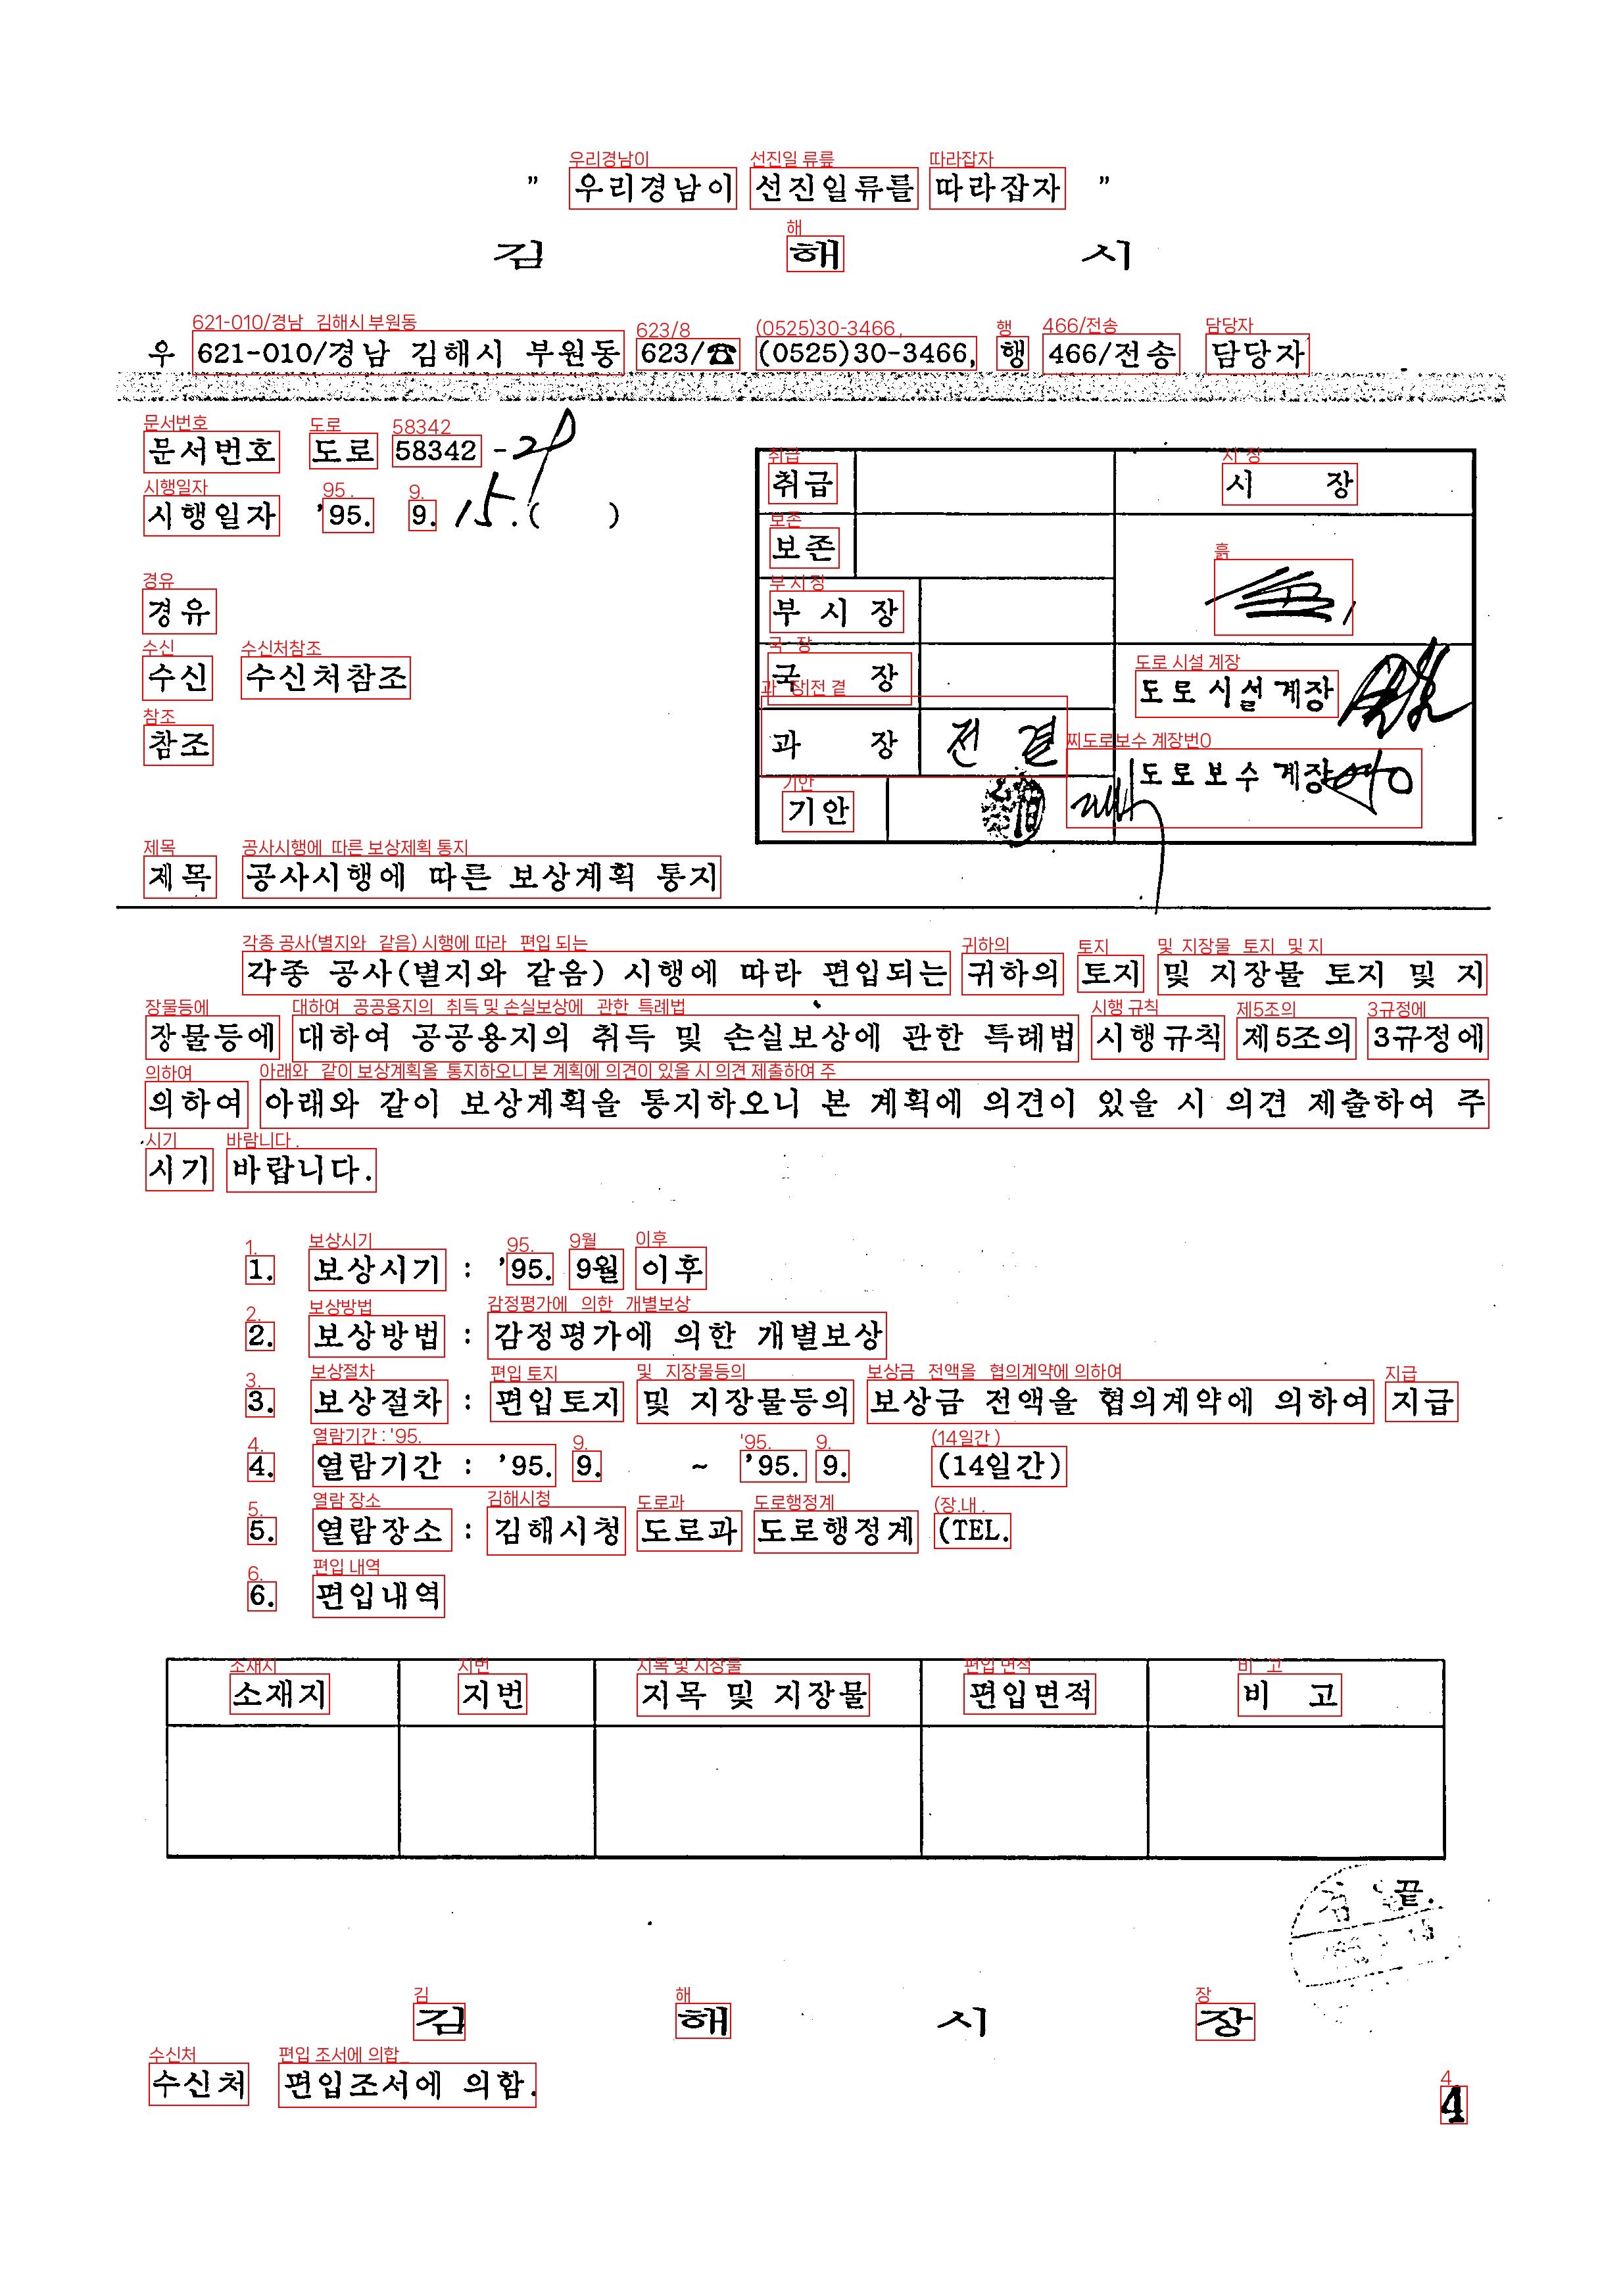 " 우리경남이 선진일류를 따라잡자 "
김 해 시
우 621-010/경남 김해시 부원동 623/☎ (0525)30-3466, 행 466/전송 담당자
문서번호 도로 58342 -29
시행일자 '95. 9. 15. ( )
경유
수신 수신처참조
참조
취급 시 장
보존
부 시 장
국 장 도로시설계장
과 장 전 결 도로보수계장
기안
제목 공사시행에 따른 보상계획 통지
각종 공사(별지와 같음) 시행에 따라 편입되는 귀하의 토지 및 지장물 토지 및 지
장물등에 대하여 공공용지의 취득 및 손실보상에 관한 특례법 시행규칙 제5조의 3규정에
의하여 아래와 같이 보상계획을 통지하오니 본 계획에 의견이 있을 시 의견 제출하여 주
시기 바랍니다.
1. 보상시기 : '95. 9월 이후
2. 보상방법 : 감정평가에 의한 개별보상
3. 보상절차 : 편입토지 및 지장물등의 보상금 전액을 협의계약에 의하여 지급
4. 열람기간 : '95. 9. ~ '95. 9. (14일간)
5. 열람장소 : 김해시청 도로과 도로행정계 (TEL.
6. 편입내역
소재지 지번 지목 및 지장물 편입면적 비 고
끝.
김 해 시 장
수신처 편입조서에 의함.
4